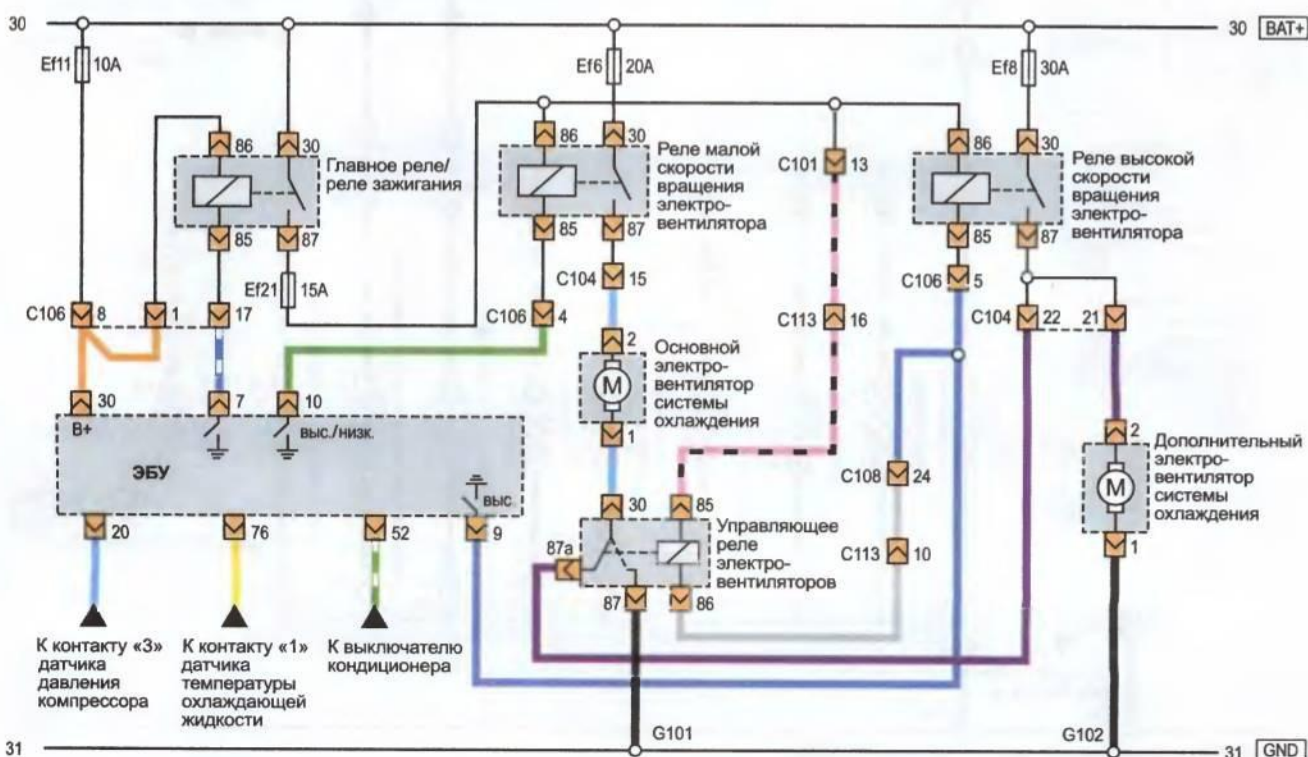 30
30 BAT+
Ef11 10A
Ef6 20A
Ef8 30A
86 30
Главное реле/
реле зажигания
85 87
Ef21 15A
86 30
Реле малой
скорости
вращения
электро-
вентилятора
85 87
C101 13
86 30
Реле высокой
скорости
вращения
электро-
вентилятора
85 87
C106 8 1 17
C106 4
C104 15
C113 16
C106 5
C104 22 21
2
Основной
электро-
вентилятор
системы
охлаждения
M
1
30 7 10
B+
выс./низк.
ЭБУ
выс
20 76 52 9
C108 24
C113 10
2
Дополнительный
электро-
вентилятор
системы
охлаждения
M
1
30 85
Управляющее
реле
электро-
вентиляторов
87a
87 86
К контакту «3»
датчика
давления
компрессора
К контакту «1»
датчика
температуры
охлаждающей
жидкости
К выключателю
кондиционера
G101
G102
31
31 GND